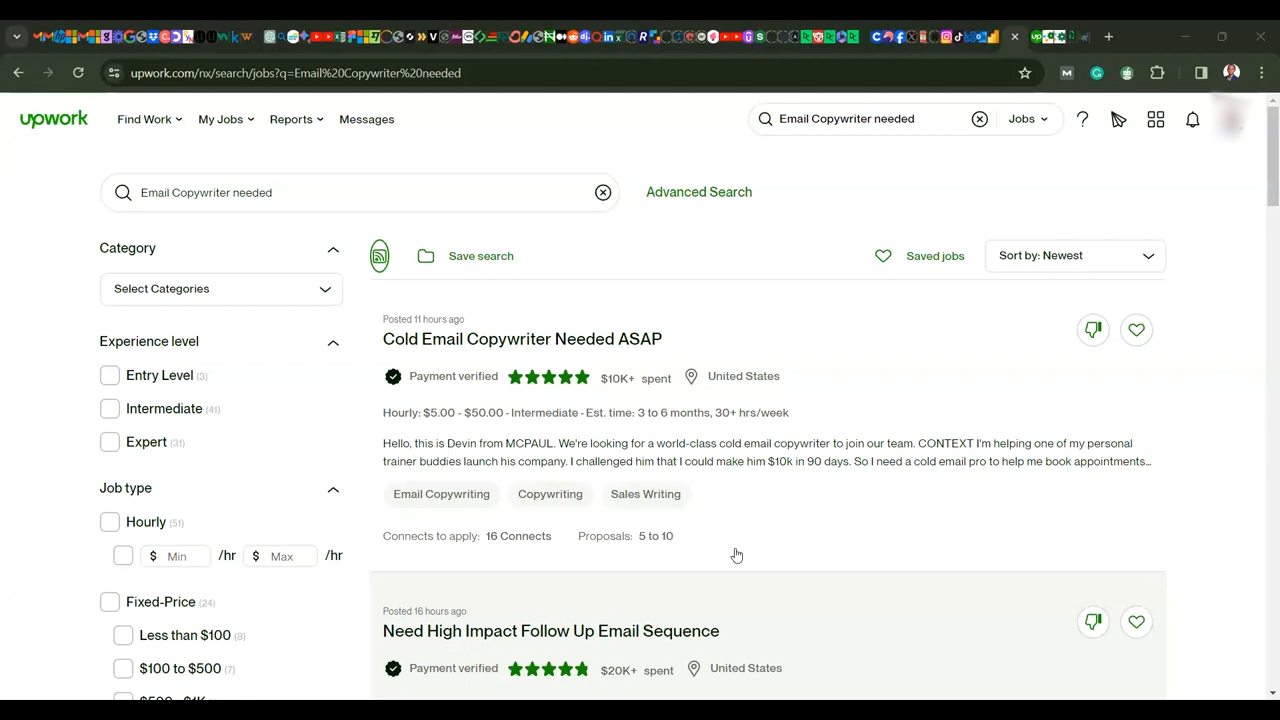 upwork.com/nx/search/jobs?q=Email%20Copywriter%20needed
upwork
Find Work
My Jobs
Reports
Messages
Email Copywriter needed
Jobs
Email Copywriter needed
Advanced Search
Category
Select Categories
Experience level
Entry Level (3)
Intermediate (41)
Expert (31)
Job type
Hourly (51)
$ Min /hr $ Max /hr
Fixed-Price (24)
Less than $100 (8)
$100 to $500 (7)
$500 - $1K
Save search
Saved jobs
Sort by: Newest
Posted 11 hours ago
Cold Email Copywriter Needed ASAP
Payment verified $10K+ spent United States
Hourly: $5.00 - $50.00 - Intermediate - Est. time: 3 to 6 months, 30+ hrs/week
Hello, this is Devin from MCPAUL. We're looking for a world-class cold email copywriter to join our team. CONTEXT I'm helping one of my personal
trainer buddies launch his company. I challenged him that I could make him $10k in 90 days. So I need a cold email pro to help me book appointments...
Email Copywriting Copywriting Sales Writing
Connects to apply: 16 Connects Proposals: 5 to 10
Posted 16 hours ago
Need High Impact Follow Up Email Sequence
Payment verified $20K+ spent United States